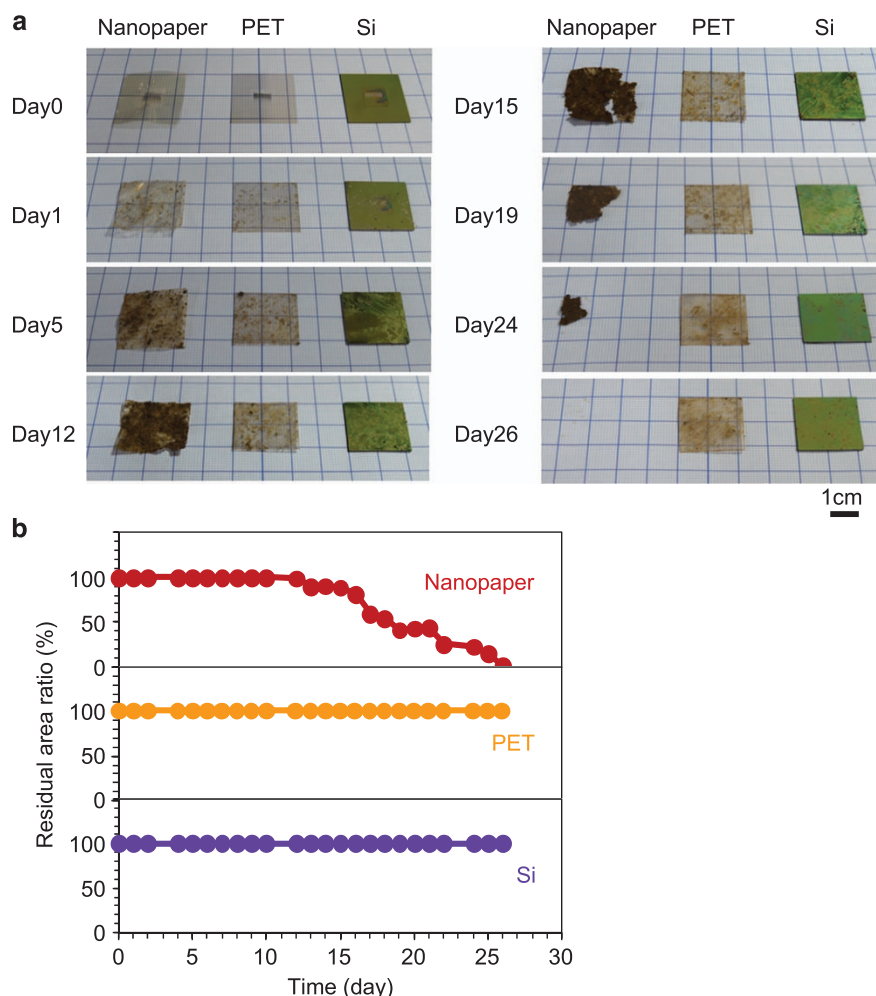 a
Nanopaper PET Si
Nanopaper PET Si
Day0
Day15
Day1
Day19
Day5
Day24
Day12
Day26
1cm
b
Residual area ratio (%)
100
50
0
Nanopaper
100
50
0
PET
100
50
0
Si
0 5 10 15 20 25 30
Time (day)